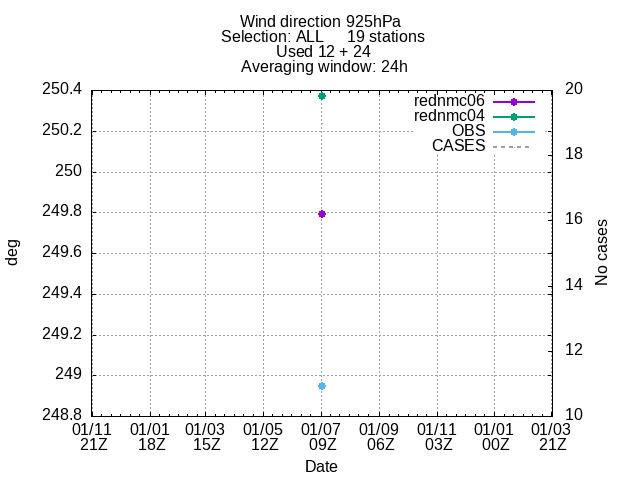 Wind direction 925hPa
Selection: ALL     19 stations
Used 12 + 24
Averaging window: 24h
250.4
250.2
250
249.8
249.6
249.4
249.2
249
248.8
deg
rednmc06
rednmc04
OBS
CASES
20
18
16
14
12
10
No cases
01/11 01/01 01/03 01/05 01/07 01/09 01/11 01/01 01/03
21Z 18Z 15Z 12Z 09Z 06Z 03Z 00Z 21Z
Date